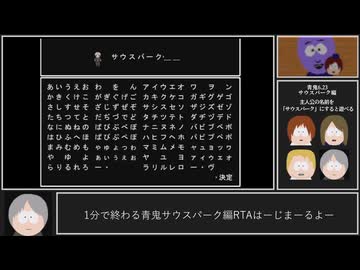 サウスパーク＿＿
あいうえお わ を ん アイウエオ ワ ヲ ン
かきくけこ がぎぐげご カキクケコ ガギグゲゴ
さしすせそ ざじずぜぞ サシスセソ ザジズゼゾ
たちつてと だぢづでど タチツテト ダヂヅデド
なにぬねの ばびぶべぼ ナニヌネノ バビブベボ
はひふへほ ぱぴぷぺぽ ハヒフヘホ パピプペポ
まみむめも ゃゅょっゎ マミムメモ ャュョッヮ
や ゆ よ ぁぃぅぇぉ ヤ ユ ヨ ァィゥェォ
らりるれろ ー ・ ラリルレロ ー ・ ヴ
決定
青鬼6.23
サウスパーク編
主人公の名前を
「サウスパーク」にすると遊べる
1分で終わる青鬼サウスパーク編RTAはーじまーるよー